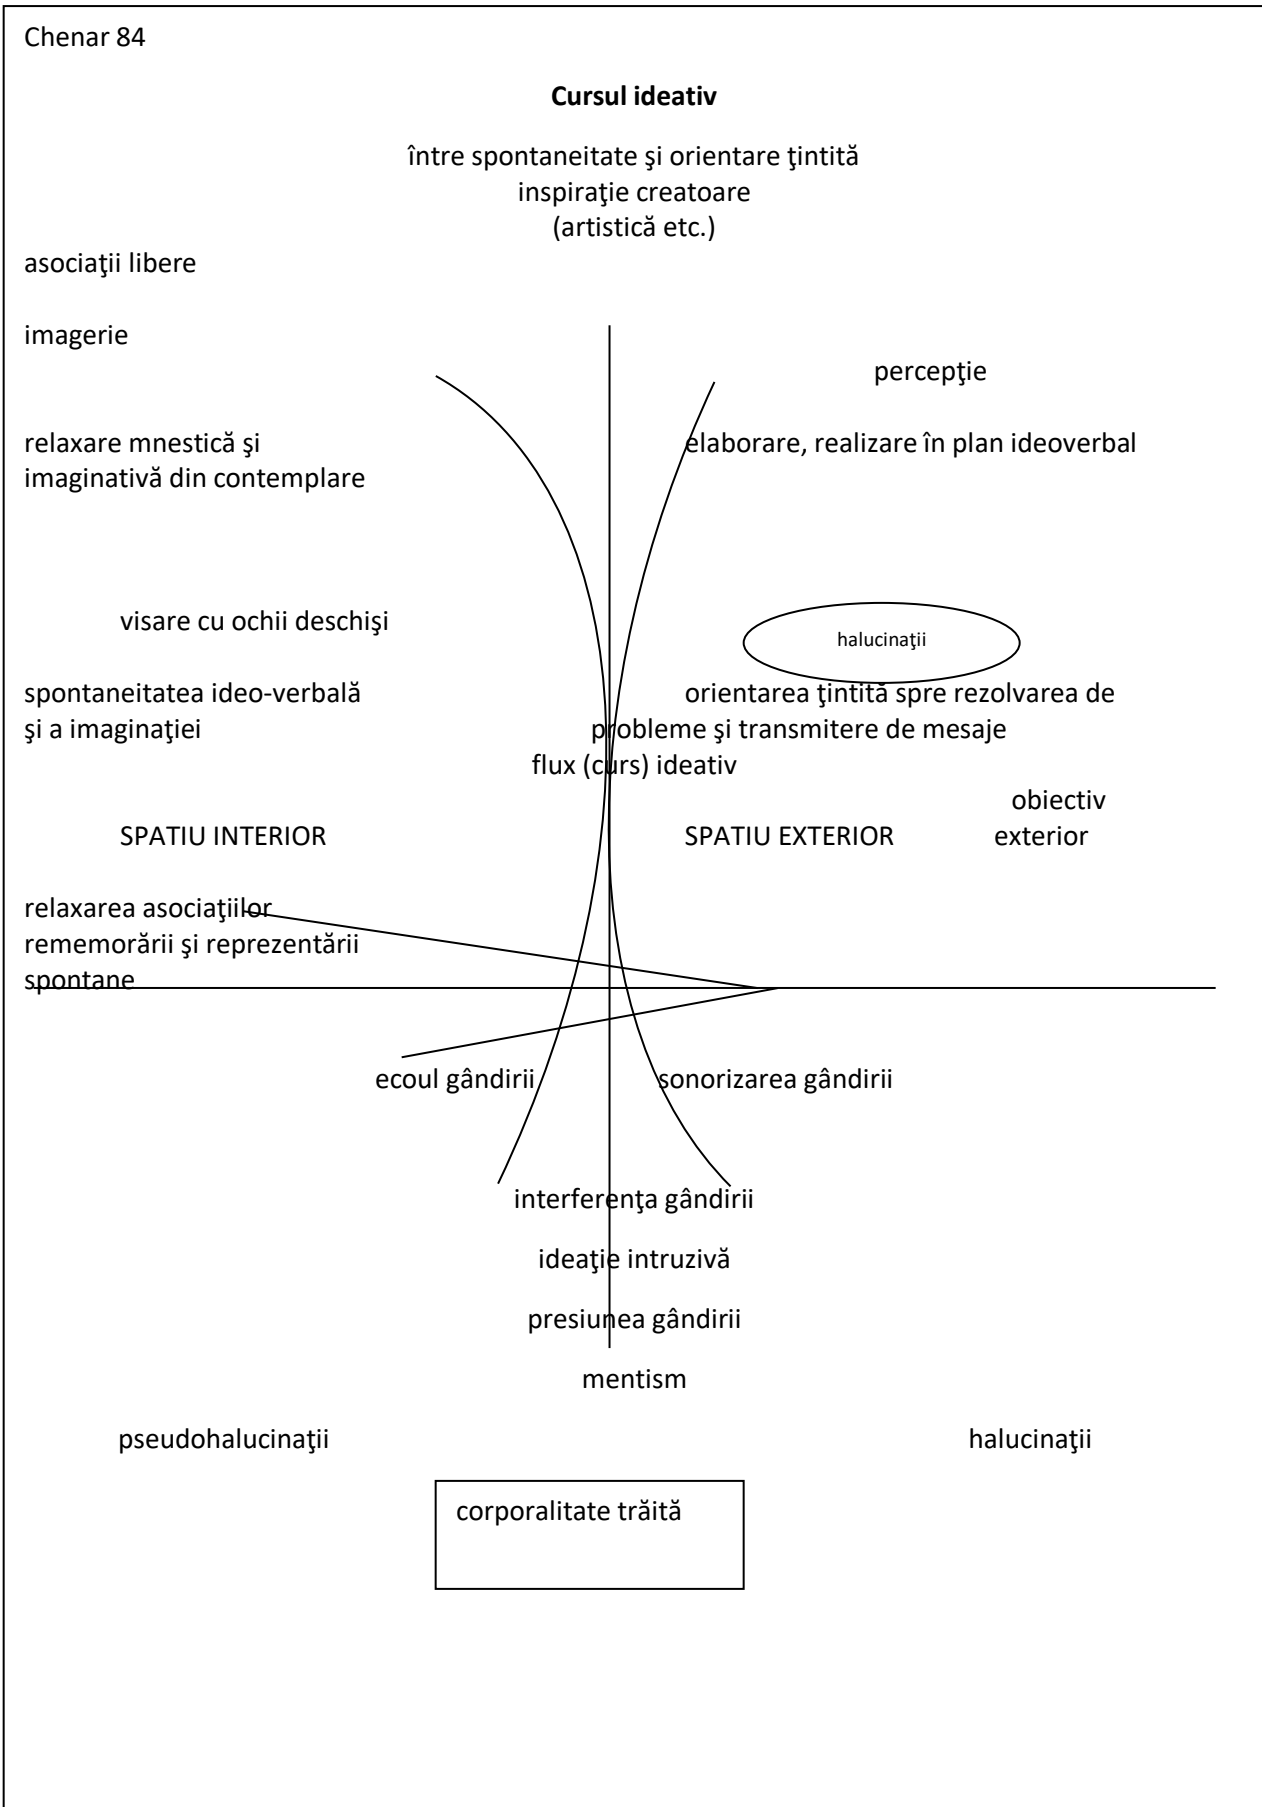 Chenar 84
Cursul ideativ
între spontaneitate şi orientare ţintită
inspiraţie creatoare
(artistică etc.)
asociaţii libere
imagerie
percepţie
relaxare mnestică şi
imaginativă din contemplare
elaborare, realizare în plan ideoverbal
visare cu ochii deschişi
halucinaţii
spontaneitatea ideo-verbală
şi a imaginaţiei
orientarea ţintită spre rezolvarea de
probleme şi transmitere de mesaje
flux (curs) ideativ
obiectiv
SPATIU INTERIOR
SPATIU EXTERIOR
exterior
relaxarea asociaţiilor
rememorării şi reprezentării
spontane
ecoul gândirii
sonorizarea gândirii
interferenţa gândirii
ideaţie intruzivă
presiunea gândirii
mentism
pseudohalucinaţii
halucinaţii
corporalitate trăită